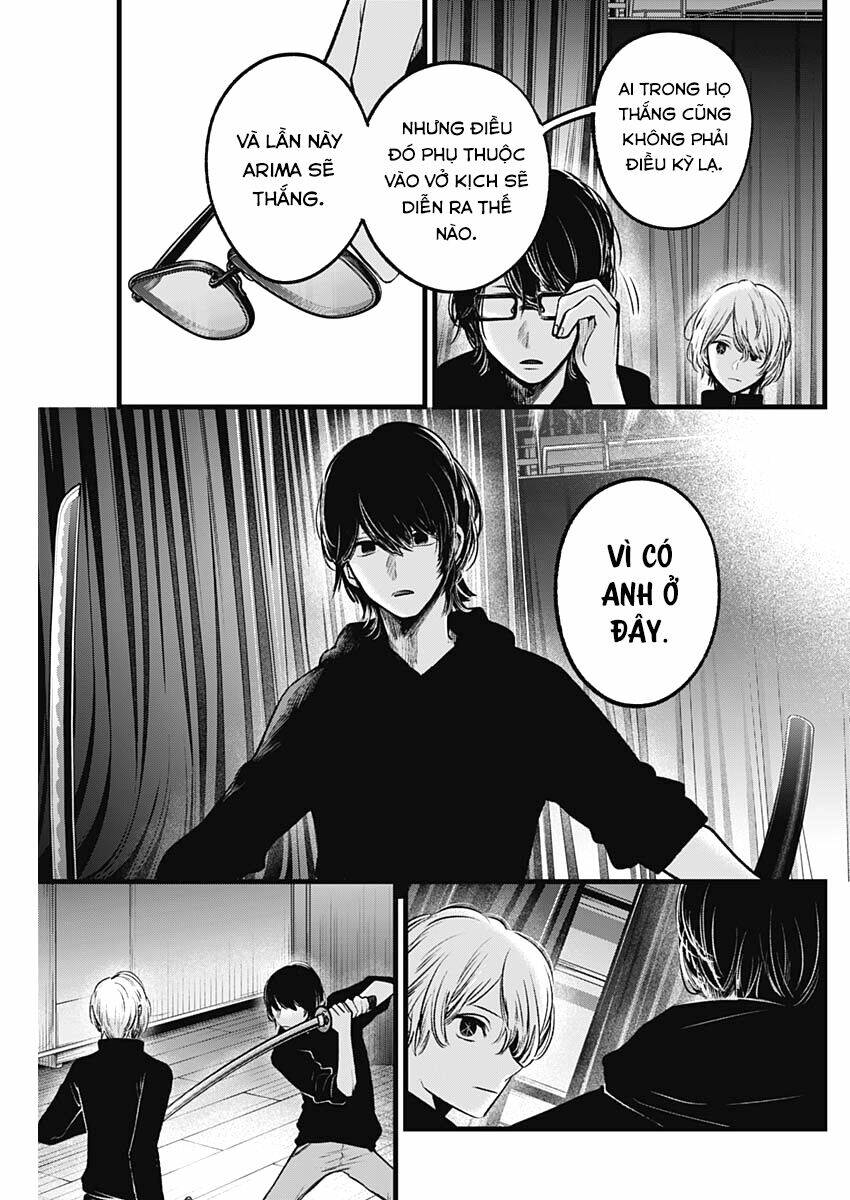 AI TRONG HỌ
THẮNG CŨNG
KHÔNG PHẢI
ĐIỀU KỲ LẠ.
NHƯNG ĐIỀU
ĐÓ PHỤ THUỘC
VÀO VỞ KỊCH SẼ
DIỄN RA THẾ
NÀO.
VÀ LẦN NÀY
ARIMA SẼ
THẮNG.
VÌ CÓ
ANH Ở
ĐÂY.